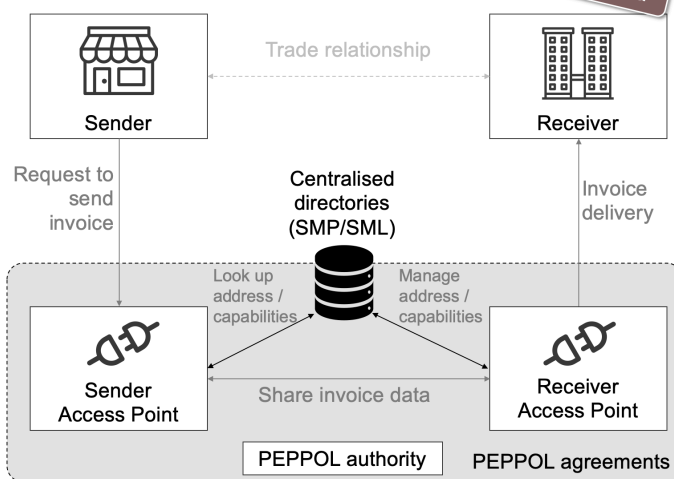 Trade relationship
Sender
Receiver
Request to
send
invoice
Centralised
directories
(SMP/SML)
Invoice
delivery
Look up
address /
capabilities
Manage
address /
capabilities
Sender
Access Point
Share invoice data
Receiver
Access Point
PEPPOL authority
PEPPOL agreements